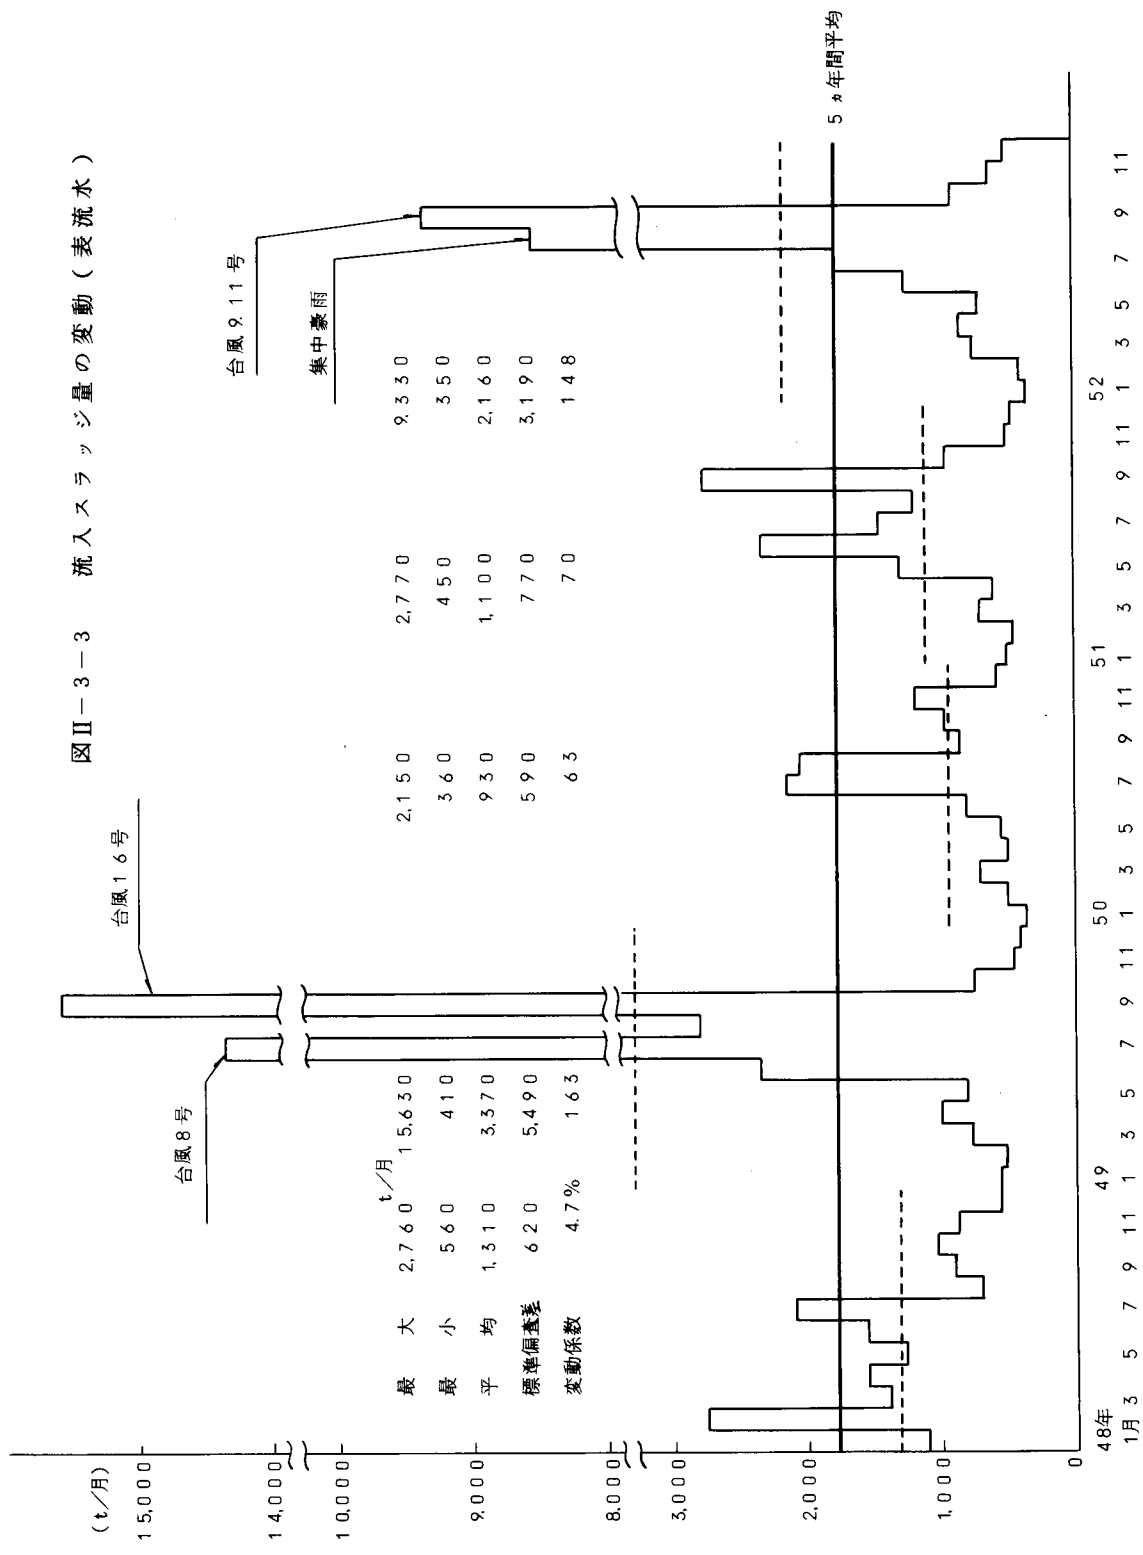 図Ⅱ－3－3 流入スラッジ量の変動（表流水）
（t／月）
15,000
14,000
10,000
9,000
8,000
3,000
2,000
1,000
0
台風8号
台風16号
台風9.11号
集中豪雨
5ヵ年間平均
t／月
最大 2,760 15,630 2,150 2,770 9.330
最小 560 410 360 450 350
平均 1,310 3,370 930 1,100 2,160
標準偏査差 620 5,490 590 770 3,190
変動係数 4.7% 163 63 70 148
48年 49 50 51 52
1月 3 5 7 9 11 1 3 5 7 9 11 1 3 5 7 9 11 1 3 5 7 9 11 1 3 5 7 9 11